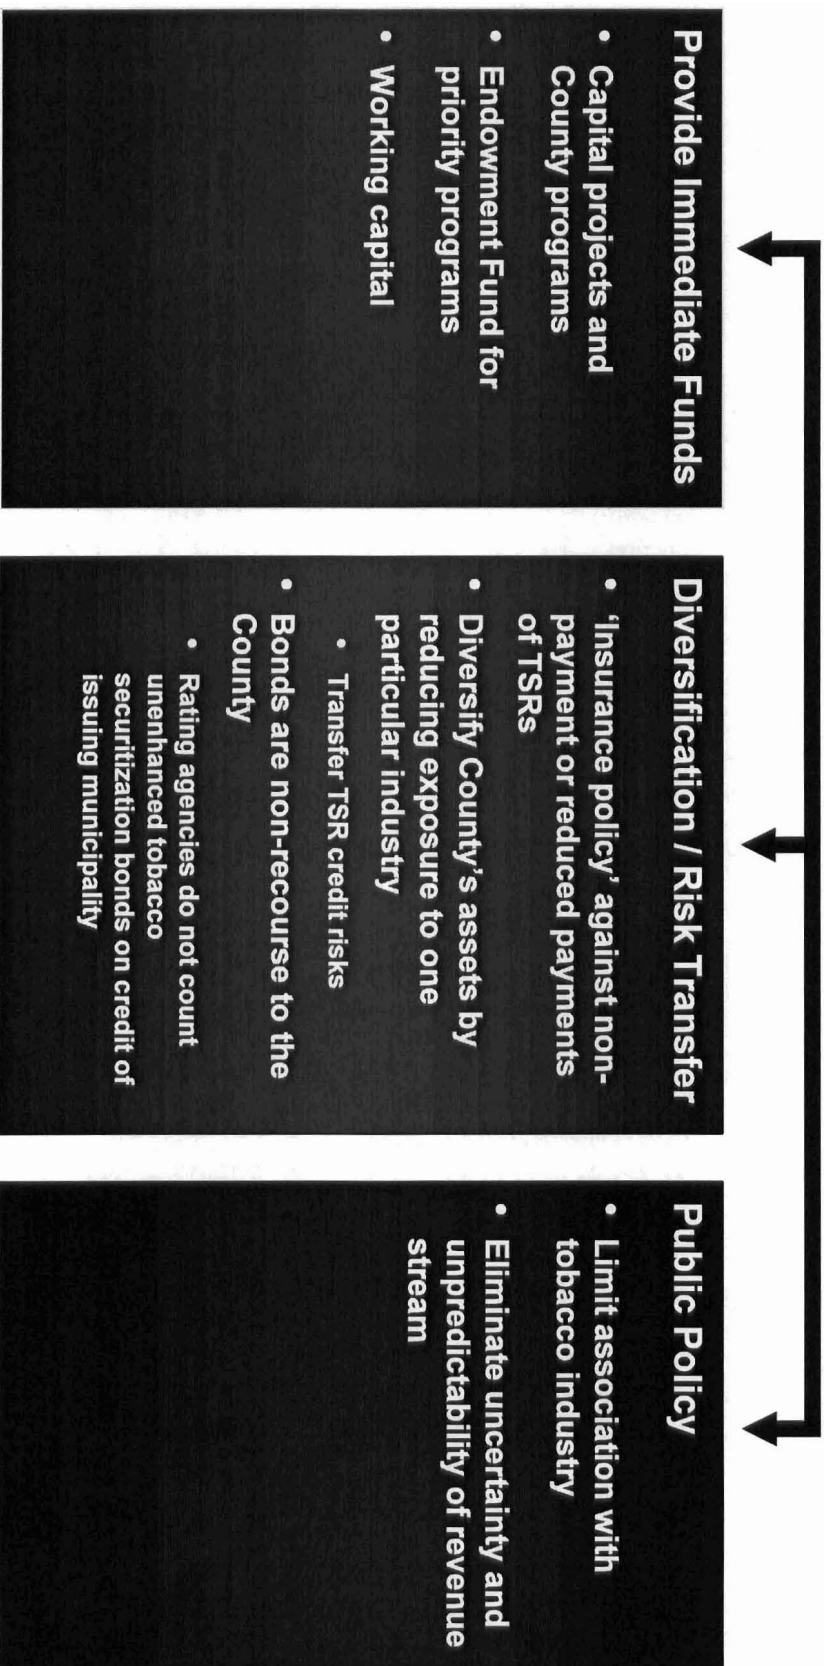 Provide Immediate Funds
• Capital projects and
County programs
• Endowment Fund for
priority programs
• Working capital
Diversification / Risk Transfer
• 'Insurance policy' against non-
payment or reduced payments
of TSRs
• Diversify County's assets by
reducing exposure to one
particular industry
• Transfer TSR credit risks
• Bonds are non-recourse to the
County
• Rating agencies do not count
unenhanced tobacco
securitization bonds on credit of
issuing municipality
Public Policy
• Limit association with
tobacco industry
• Eliminate uncertainty and
unpredictability of revenue
stream